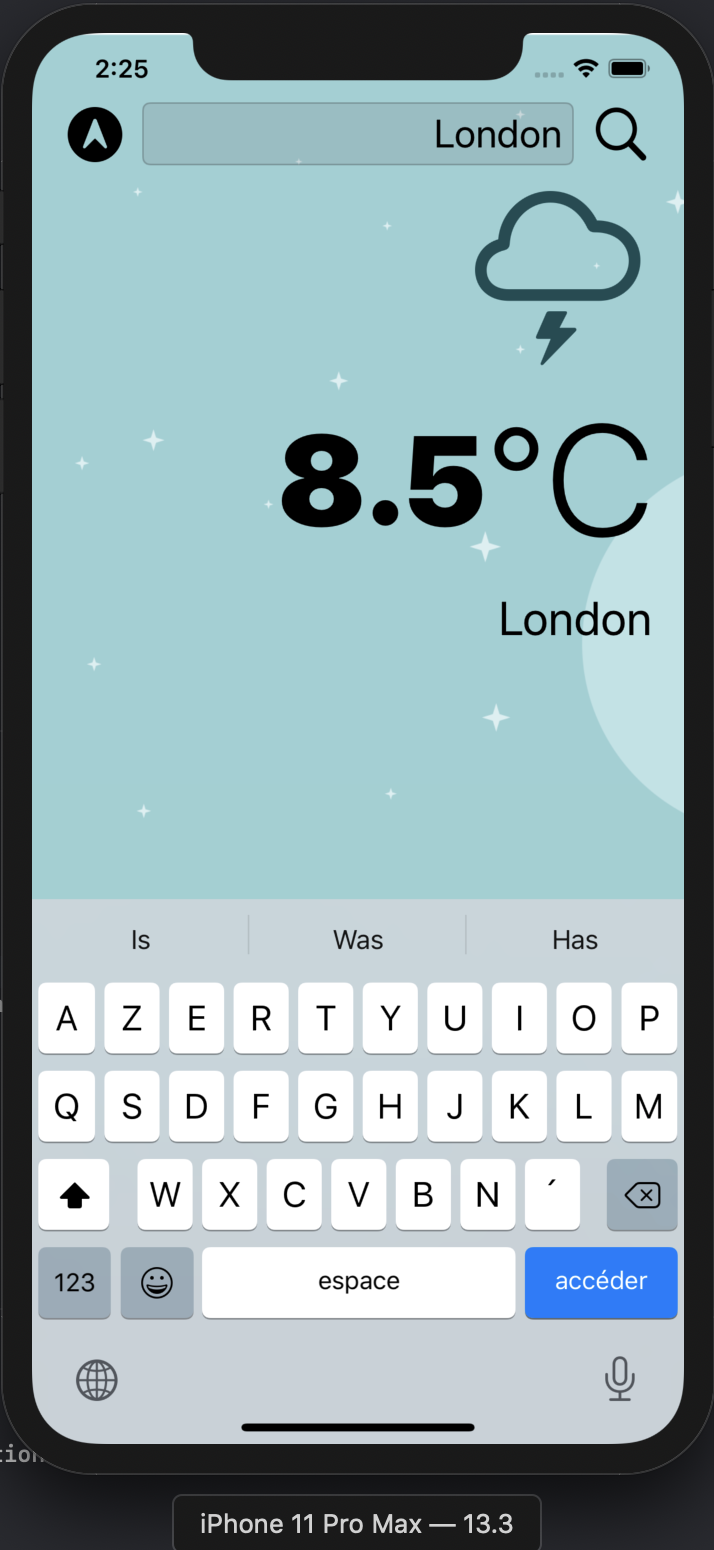 2:25
London
8.5°C
London
Is Was Has
A Z E R T Y U I O P
Q S D F G H J K L M
W X C V B N ´
123 espace accéder
tion
iPhone 11 Pro Max — 13.3